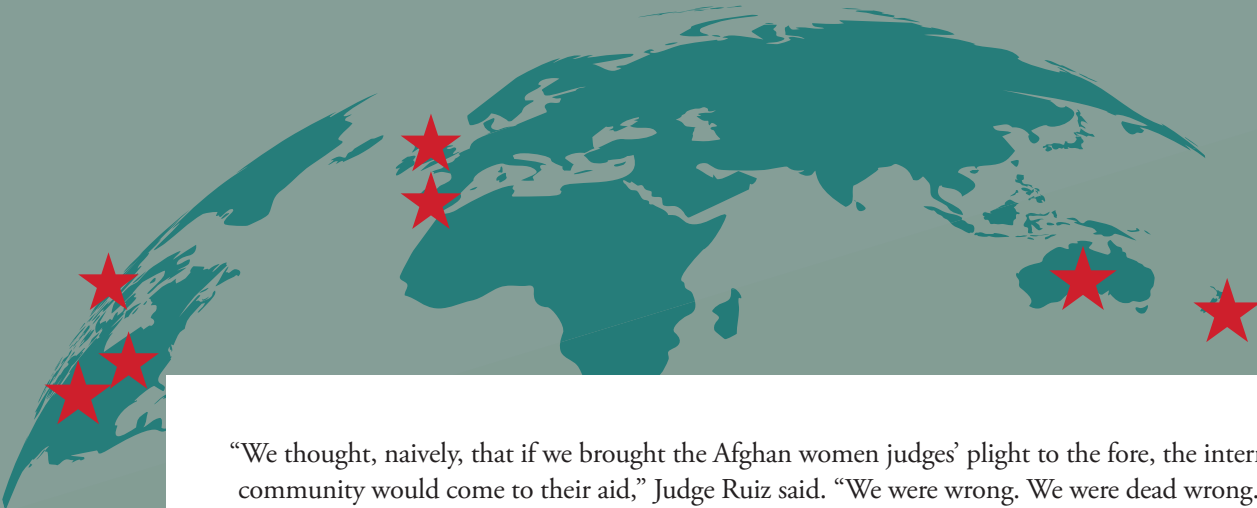 “We thought, naively, that if we brought the Afghan women judges’ plight to the fore, the
community would come to their aid,” Judge Ruiz said. “We were wrong. We were dead wrong.